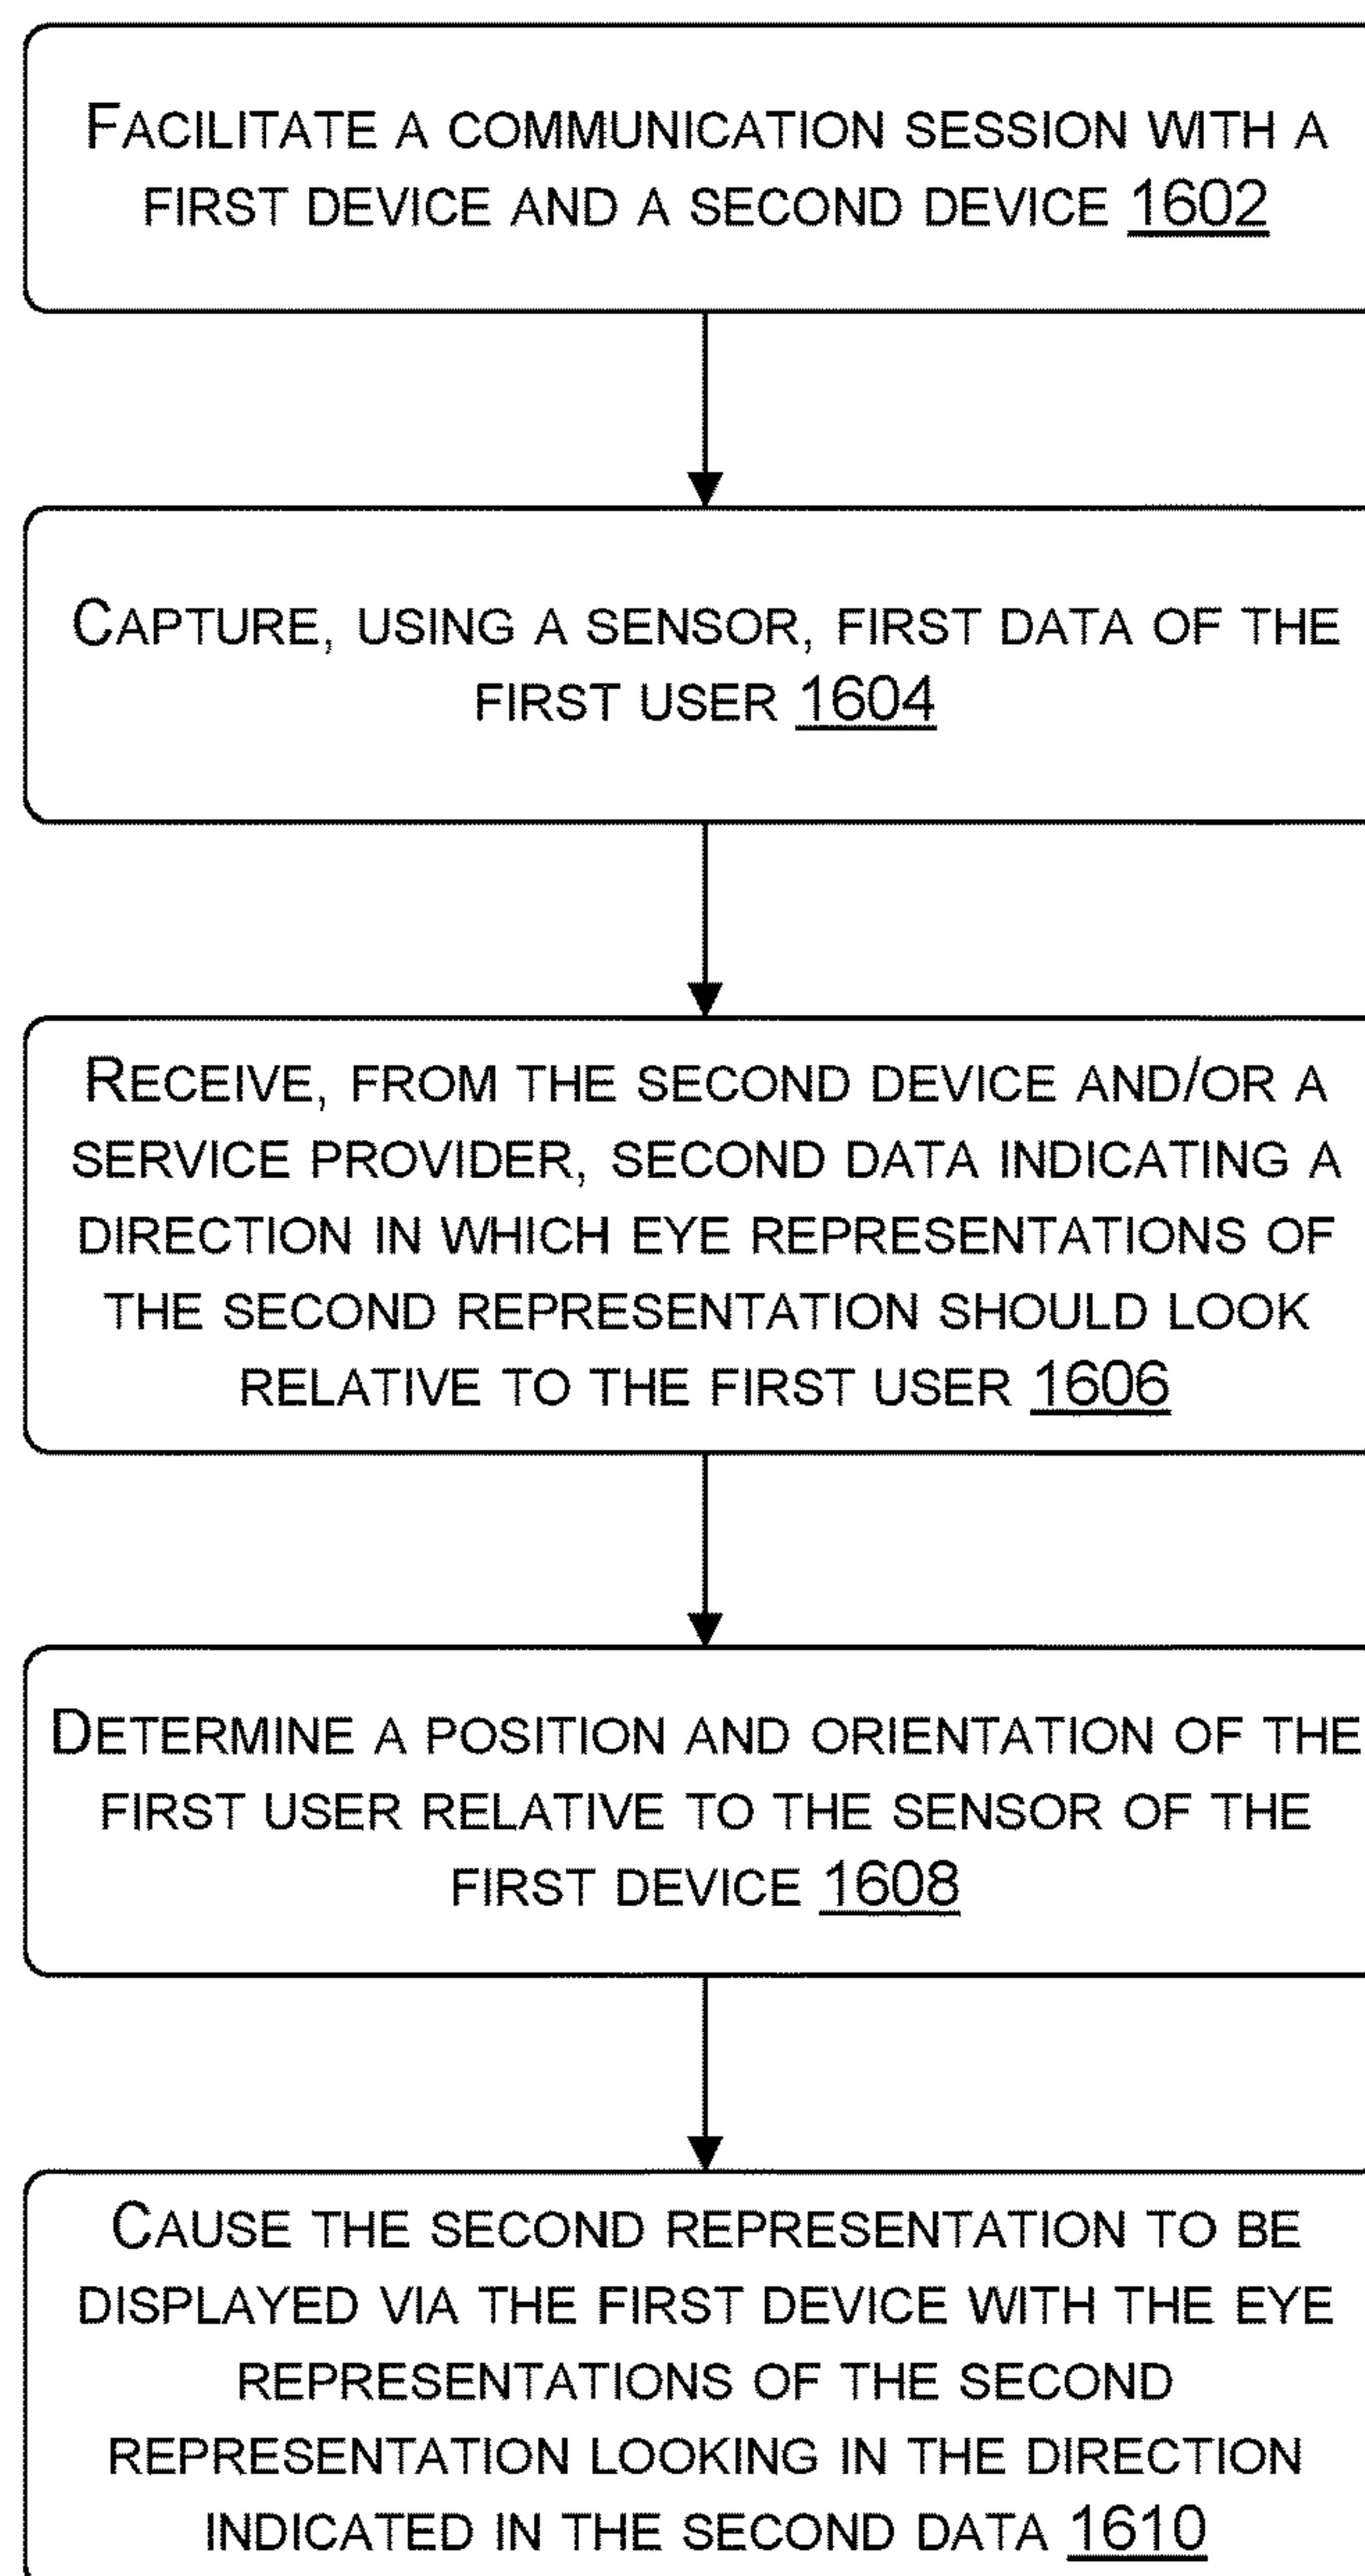 FACILITATE A COMMUNICATION SESSION WITH A
FIRST DEVICE AND A SECOND DEVICE 1602
CAPTURE, USING A SENSOR, FIRST DATA OF THE
FIRST USER 1604
RECEIVE, FROM THE SECOND DEVICE AND/OR A
SERVICE PROVIDER, SECOND DATA INDICATING A
DIRECTION IN WHICH EYE REPRESENTATIONS OF
THE SECOND REPRESENTATION SHOULD LOOK
RELATIVE TO THE FIRST USER 1606
DETERMINE A POSITION AND ORIENTATION OF THE
FIRST USER RELATIVE TO THE SENSOR OF THE
FIRST DEVICE 1608
CAUSE THE SECOND REPRESENTATION TO BE
DISPLAYED VIA THE FIRST DEVICE WITH THE EYE
REPRESENTATIONS OF THE SECOND
REPRESENTATION LOOKING IN THE DIRECTION
INDICATED IN THE SECOND DATA 1610